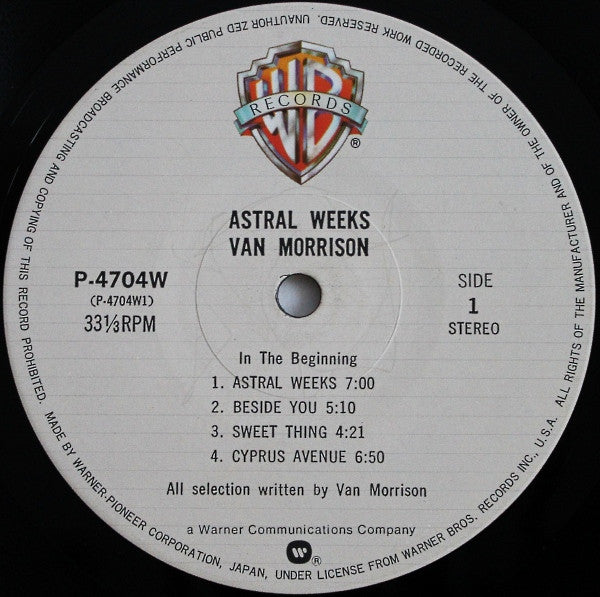 WB
RECORDS
®
ASTRAL WEEKS
VAN MORRISON
P-4704W
(P-4704W1)
33⅓RPM
SIDE
1
STEREO
In The Beginning
1. ASTRAL WEEKS 7:00
2. BESIDE YOU 5:10
3. SWEET THING 4:21
4. CYPRUS AVENUE 6:50
All selection written by Van Morrison
a Warner Communications Company
®
ALL RIGHTS OF THE MANUFACTURER AND OF THE OWNER OF THE RECORDED WORK RESERVED. UNAUTHOR ZED PUBLIC PERFORMANCE BROADCASTING AND COPYING OF THIS RECORD PROHIBITED.
MADE BY WARNER-PIONEER CORPORATION, JAPAN, UNDER LICENSE FROM WARNER BROS. RECORDS INC., U.S.A.